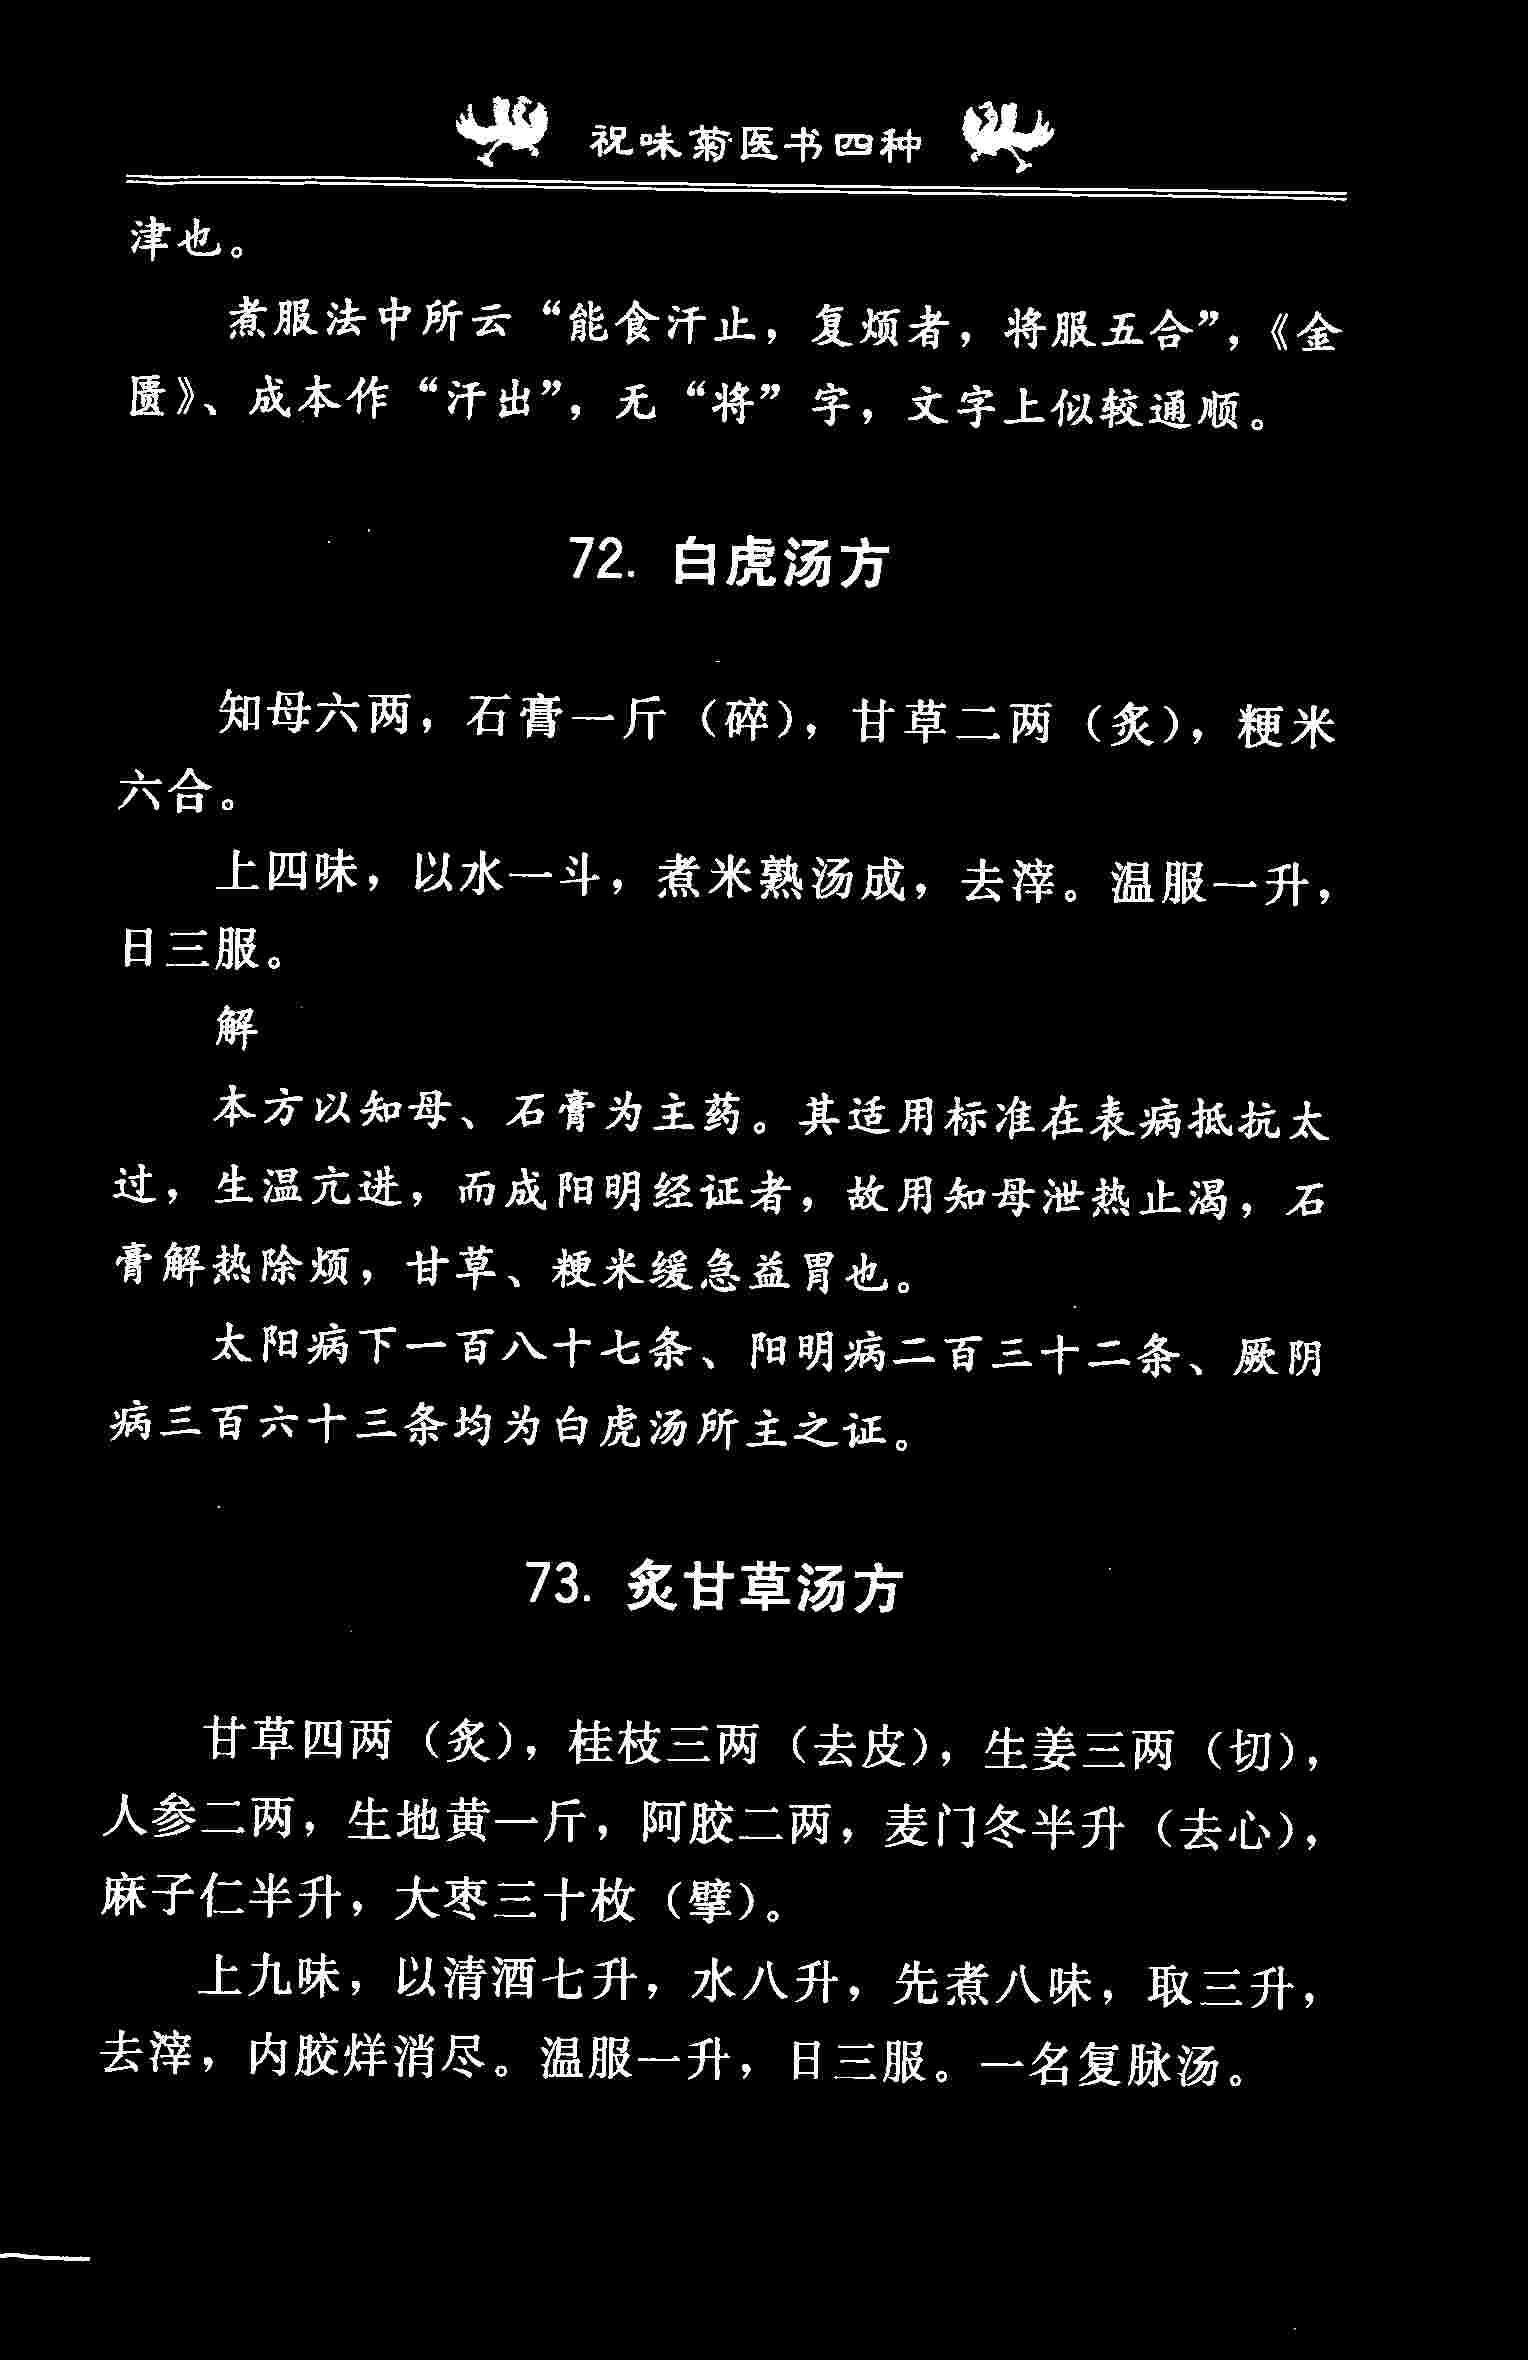 祝味菊医书四种
津也。
煮服法中所云“能食汗止，复烦者，将服五合”，《金
匮》、成本作“汗出”，无“将”字，文字上似较通顺。
72. 白虎汤方
知母六两，石膏一斤（碎），甘草二两（炙），粳米
六合。
上四味，以水一斗，煮米熟汤成，去滓。温服一升，
日三服。
解
本方以知母、石膏为主药。其适用标准在表病抵抗太
过，生温亢进，而成阳明经证者，故用知母泄热止渴，石
膏解热除烦，甘草、粳米缓急益胃也。
太阳病下一百八十七条、阳明病二百三十二条、厥阴
病三百六十三条均为白虎汤所主之证。
73. 炙甘草汤方
甘草四两（炙），桂枝三两（去皮），生姜三两（切），
人参二两，生地黄一斤，阿胶二两，麦门冬半升（去心），
麻子仁半升，大枣三十枚（擘）。
上九味，以清酒七升，水八升，先煮八味，取三升，
去滓，内胶烊消尽。温服一升，日三服。一名复脉汤。